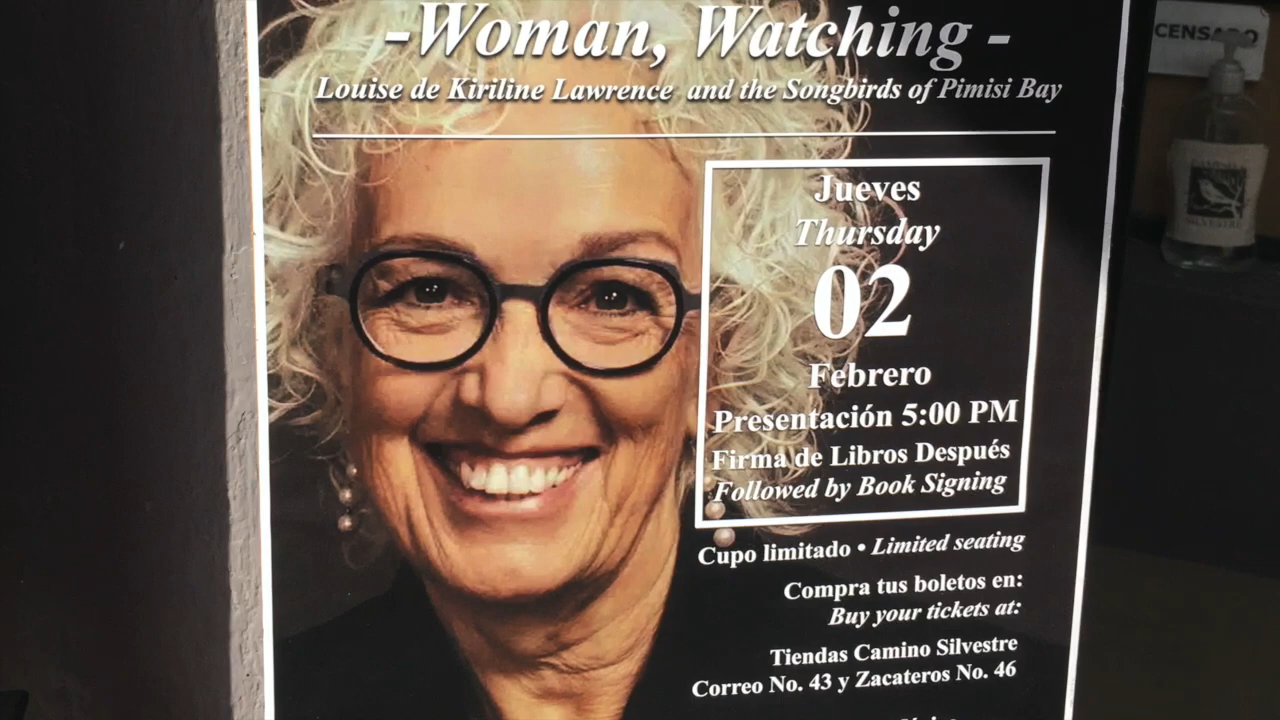 -Woman, Watching -
Louise de Kiriline Lawrence and the Songbirds of Pimisi Bay
Jueves
Thursday
02
Febrero
Presentación 5:00 PM
Firma de Libros Después
Followed by Book Signing
Cupo limitado • Limited seating
Compra tus boletos en:
Buy your tickets at:
Tiendas Camino Silvestre
Correo No. 43 y Zacateros No. 46
SILVESTRE